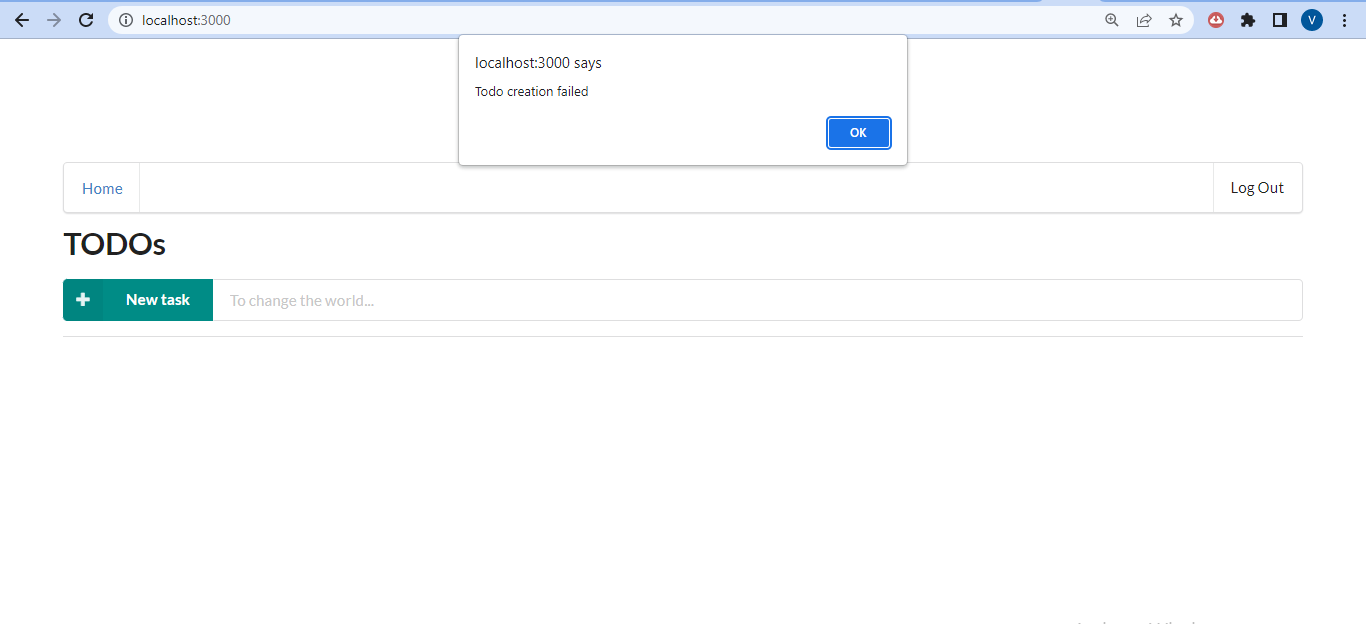 localhost:3000
V
localhost:3000 says
Todo creation failed
OK
Home
Log Out
TODOs
New task
To change the world...